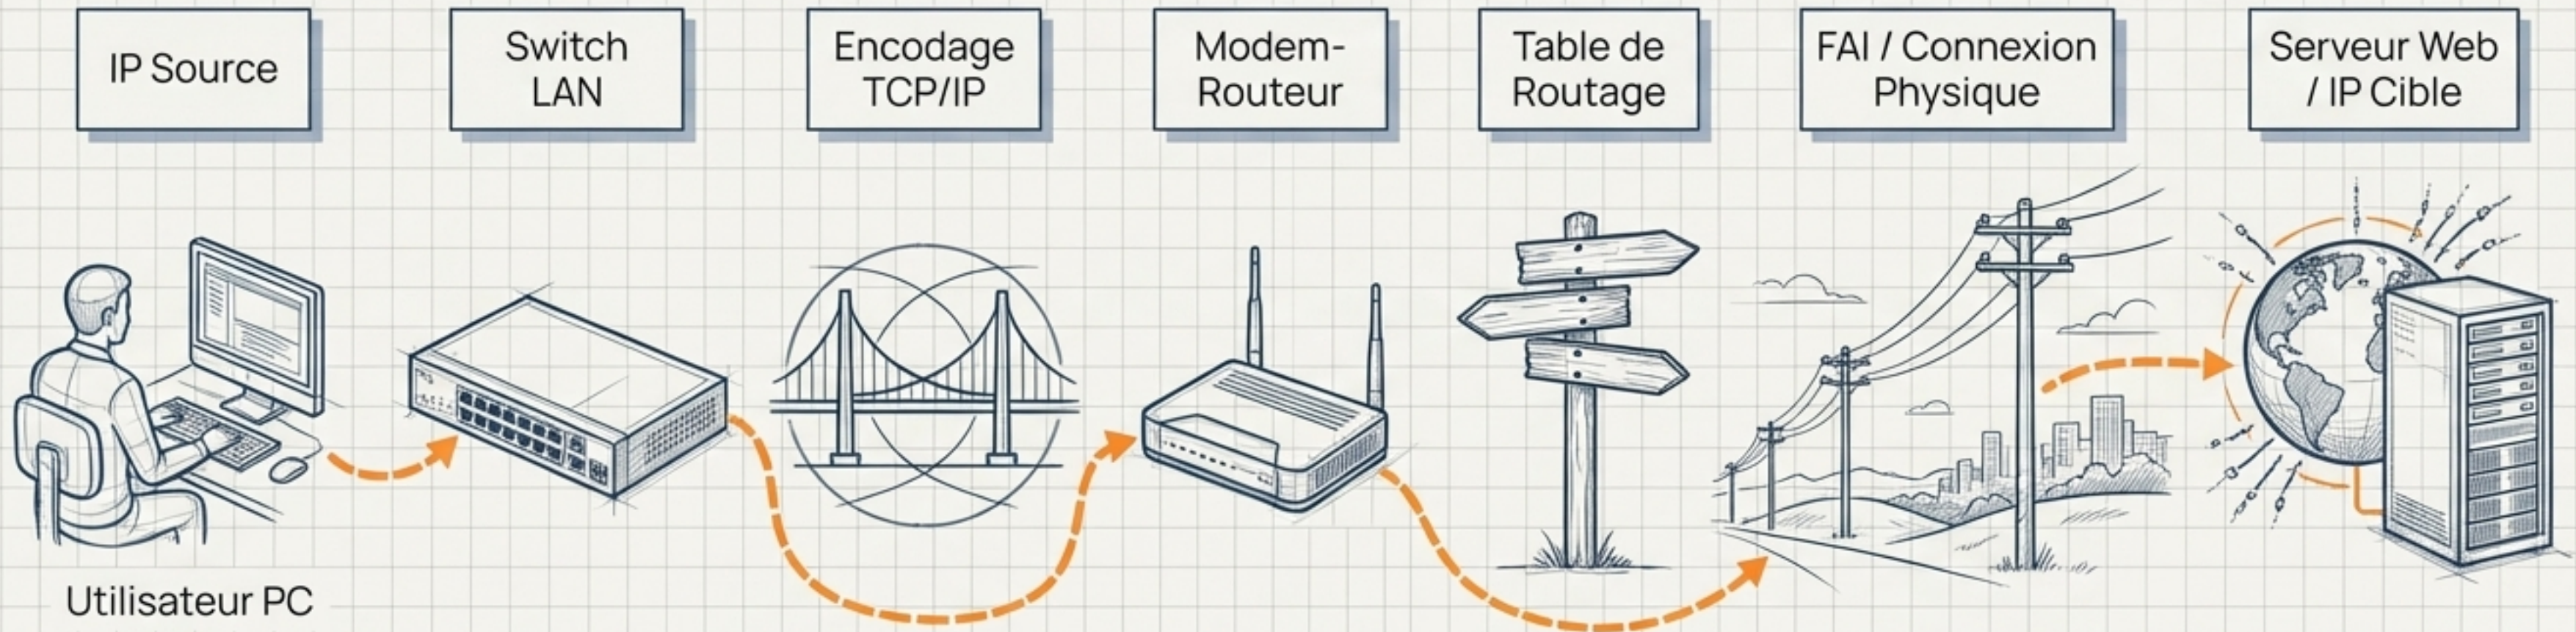 IP Source
Switch
LAN
Encodage
TCP/IP
Modem-
Routeur
Table de
Routage
FAI / Connexion
Physique
Serveur Web
/ IP Cible
Utilisateur PC